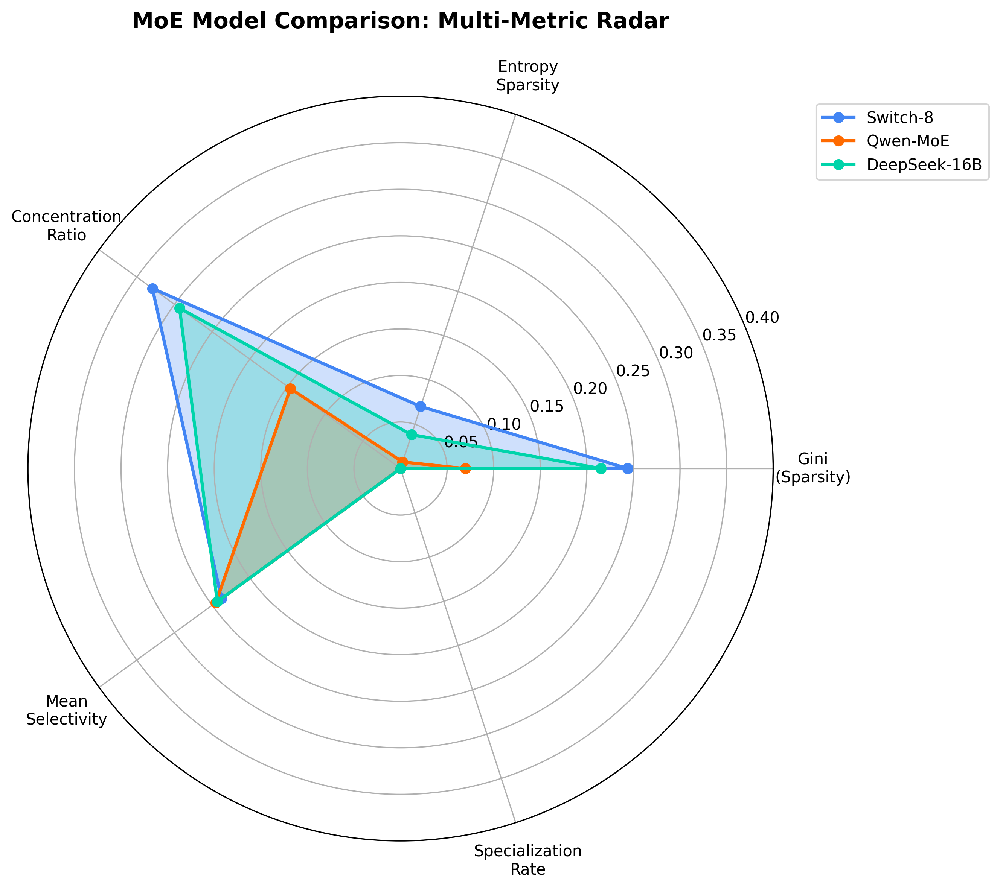 MoE Model Comparison: Multi-Metric Radar
Entropy
Sparsity
Switch-8
Qwen-MoE
DeepSeek-16B
Concentration
Ratio
0.40
0.35
0.30
0.25
0.20
0.15
0.10
0.05
Gini
(Sparsity)
Mean
Selectivity
Specialization
Rate